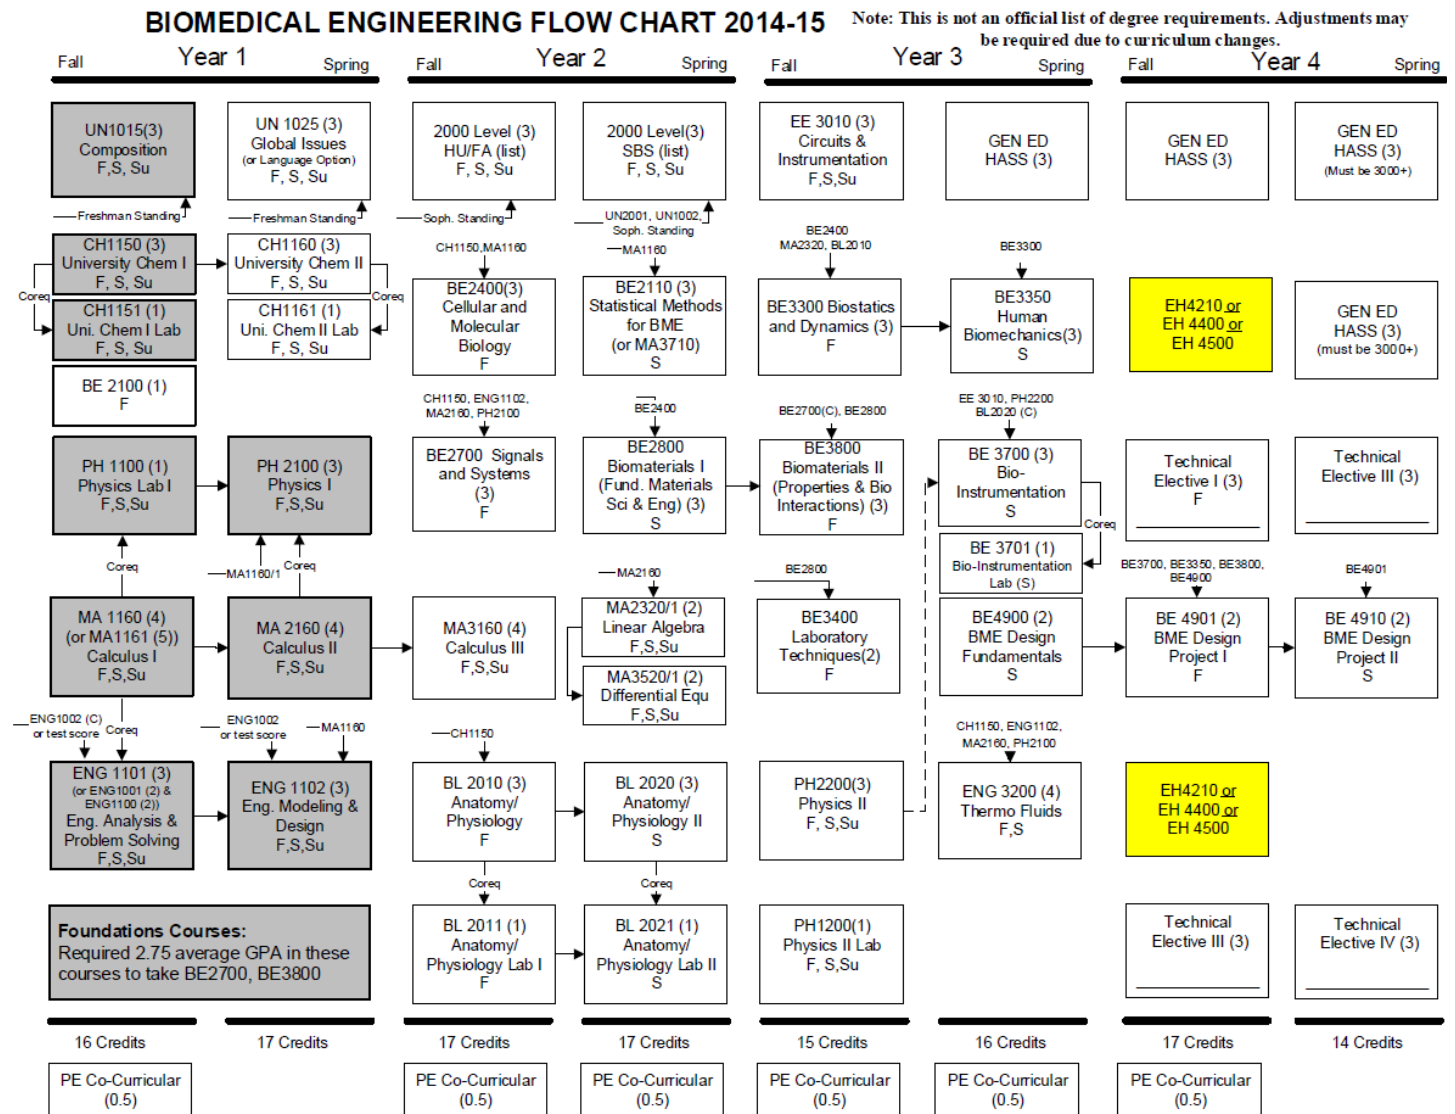 BIOMEDICAL ENGINEERING FLOW CHART 2014-15
Note: This is not an official list of degree requirements. Adjustments may
be required due to curriculum changes.
Fall
Year 1
Spring
Fall
Year 2
Spring
Fall
Year 3
Spring
Fall
Year 4
Spring
UN1015(3)
Composition
F,S, Su
UN 1025 (3)
Global Issues
(or Language Option)
F, S, Su
2000 Level (3)
HU/FA (list)
F, S, Su
2000 Level(3)
SBS (list)
F, S, Su
EE 3010 (3)
Circuits &
Instrumentation
F,S,Su
GEN ED
HASS (3)
GEN ED
HASS (3)
GEN ED
HASS (3)
(Must be 3000+)
Freshman Standing
Freshman Standing
Soph. Standing
UN2001, UN1002,
Soph. Standing
CH1150 (3)
University Chem I
F, S, Su
CH1160 (3)
University Chem II
F, S, Su
CH1150,MA1160
MA1160
BE2400
MA2320, BL2010
BE3300
Coreq
Coreq
CH1151 (1)
Uni. Chem I Lab
F, S, Su
CH1161 (1)
Uni. Chem II Lab
F, S, Su
BE2400(3)
Cellular and
Molecular
Biology
F
BE2110 (3)
Statistical Methods
for BME
(or MA3710)
S
BE3300 Biostatics
and Dynamics (3)
F
BE3350
Human
Biomechanics(3)
S
EH4210 or
EH 4400 or
EH 4500
GEN ED
HASS (3)
(must be 3000+)
BE 2100 (1)
F
CH1150, ENG1102,
MA2160, PH2100
BE2400
BE2700(C), BE2800
EE 3010, PH2200
BL2020 (C)
PH 1100 (1)
Physics Lab I
F,S,Su
PH 2100 (3)
Physics I
F,S,Su
BE2700 Signals
and Systems
(3)
F
BE2800
Biomaterials I
(Fund. Materials
Sci & Eng) (3)
S
BE3800
Biomaterials II
(Properties & Bio
Interactions) (3)
F
BE 3700 (3)
Bio-
Instrumentation
S
Technical
Elective I (3)
F
Technical
Elective III (3)
Coreq
BE 3701 (1)
Bio-Instrumentation
Lab (S)
Coreq
Coreq
MA1160/1
MA2160
BE2800
BE3700, BE3350, BE3800,
BE4900
BE4901
MA 1160 (4)
(or MA1161 (5))
Calculus I
F,S,Su
MA 2160 (4)
Calculus II
F,S,Su
MA3160 (4)
Calculus III
F,S,Su
MA2320/1 (2)
Linear Algebra
F,S,Su
MA3520/1 (2)
Differential Equ
F,S,Su
BE3400
Laboratory
Techniques(2)
F
BE4900 (2)
BME Design
Fundamentals
S
BE 4901 (2)
BME Design
Project I
F
BE 4910 (2)
BME Design
Project II
S
ENG1002 (C)
or test score
Coreq
ENG1002
or test score
MA1160
CH1150
CH1150, ENG1102,
MA2160, PH2100
ENG 1101 (3)
(or ENG1001 (2) &
ENG1100 (2))
Eng. Analysis &
Problem Solving
F,S,Su
ENG 1102 (3)
Eng. Modeling &
Design
F,S,Su
BL 2010 (3)
Anatomy/
Physiology
F
BL 2020 (3)
Anatomy/
Physiology II
S
PH2200(3)
Physics II
F, S,Su
ENG 3200 (4)
Thermo Fluids
F,S
EH4210 or
EH 4400 or
EH 4500
Coreq
Coreq
Foundations Courses:
Required 2.75 average GPA in these
courses to take BE2700, BE3800
BL 2011 (1)
Anatomy/
Physiology Lab I
F
BL 2021 (1)
Anatomy/
Physiology Lab II
S
PH1200(1)
Physics II Lab
F, S,Su
Technical
Elective III (3)
Technical
Elective IV (3)
16 Credits
17 Credits
17 Credits
17 Credits
15 Credits
16 Credits
17 Credits
14 Credits
PE Co-Curricular
(0.5)
PE Co-Curricular
(0.5)
PE Co-Curricular
(0.5)
PE Co-Curricular
(0.5)
PE Co-Curricular
(0.5)
PE Co-Curricular
(0.5)